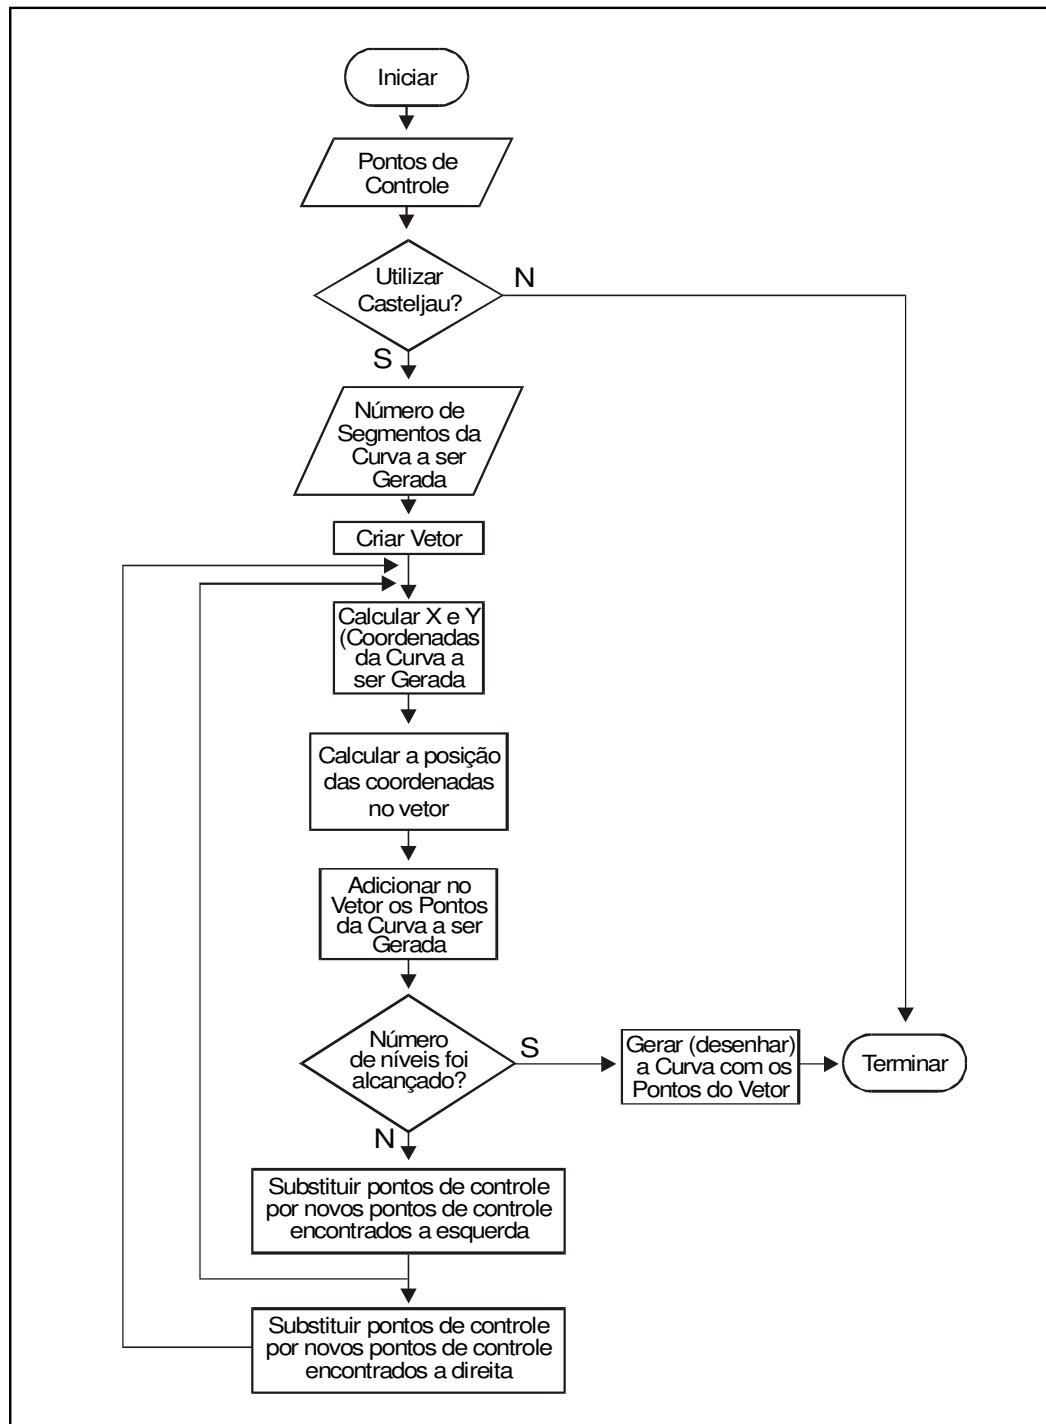 Iniciar
Pontos de
Controle
Utilizar
Casteljau?
N
S
Número de
Segmentos da
Curva a ser
Gerada
Criar Vetor
Calcular X e Y
(Coordenadas
da Curva a
ser Gerada
Calcular a posição
das coordenadas
no vetor
Adicionar no
Vetor os Pontos
da Curva a ser
Gerada
Número
de níveis foi
alcançado?
S
Gerar (desenhar)
a Curva com os
Pontos do Vetor
Terminar
N
Substituir pontos de controle
por novos pontos de controle
encontrados a esquerda
Substituir pontos de controle
por novos pontos de controle
encontrados a direita